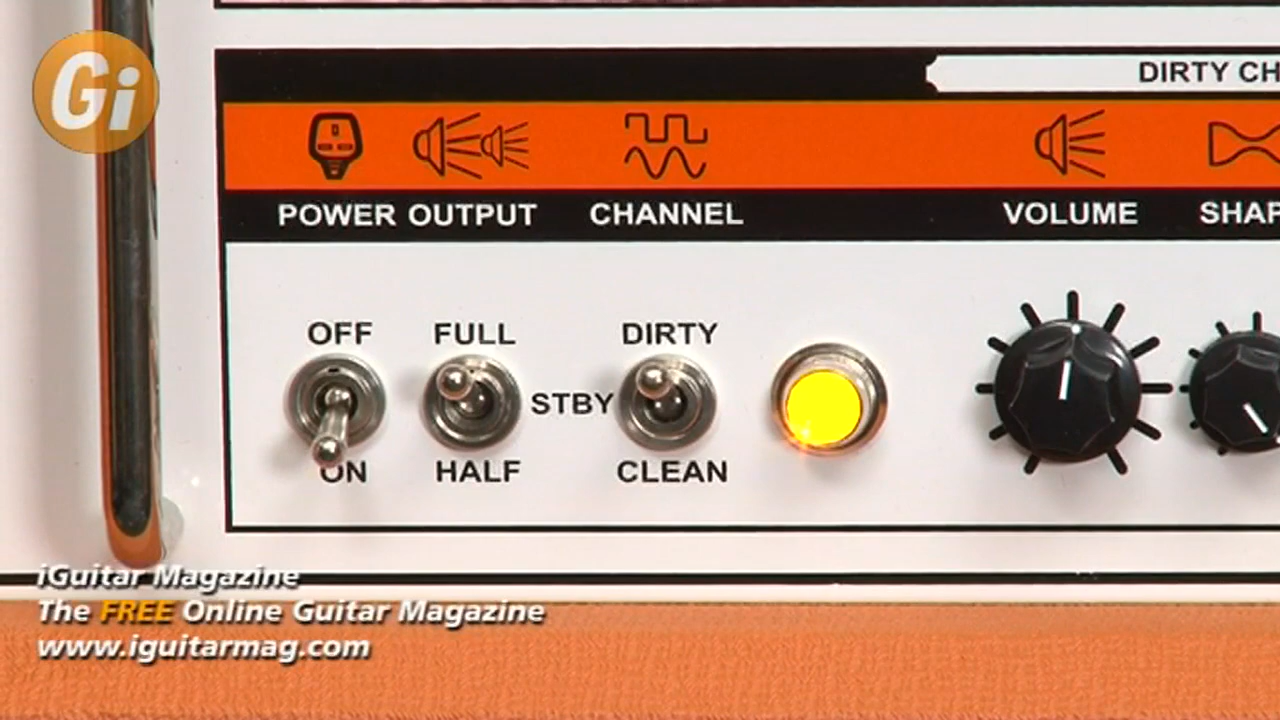 Gi
DIRTY CH
POWER OUTPUT CHANNEL VOLUME SHAP
OFF FULL DIRTY
STBY
ON HALF CLEAN
iGuitar Magazine
The FREE Online Guitar Magazine
www.iguitarmag.com